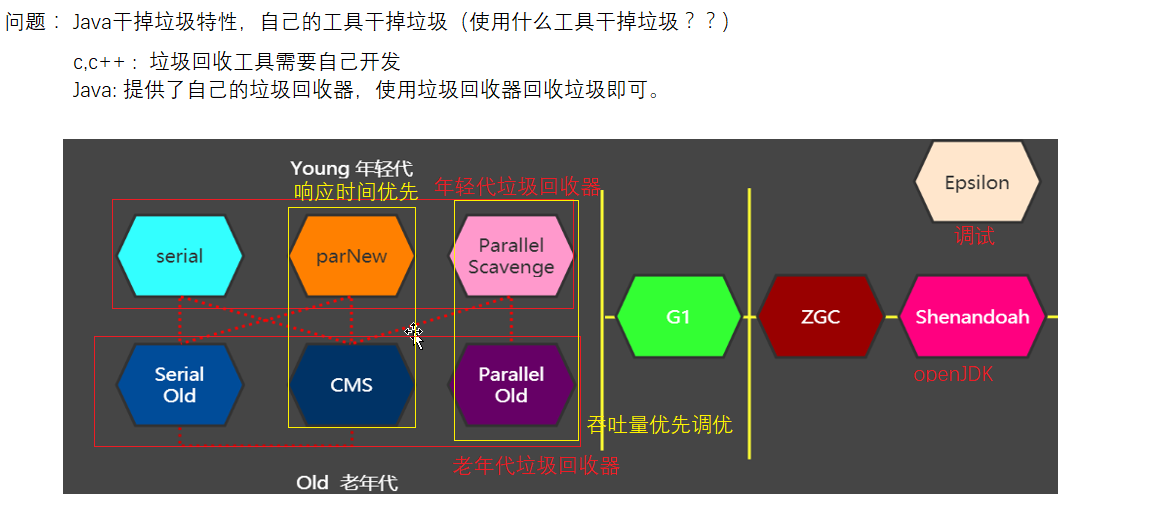 问题 ：Java干掉垃圾特性，自己的工具干掉垃圾（使用什么工具干掉垃圾？？）
c,c++： 垃圾回收工具需要自己开发
Java: 提供了自己的垃圾回收器，使用垃圾回收器回收垃圾即可。
Young 年轻代
响应时间优先
年轻代垃圾回收器
Epsilon
调试
serial
parNew
Parallel
Scavenge
G1
ZGC
Shenandoah
openJDK
Serial
Old
CMS
Parallel
Old
吞吐量优先调优
老年代垃圾回收器
Old 老年代